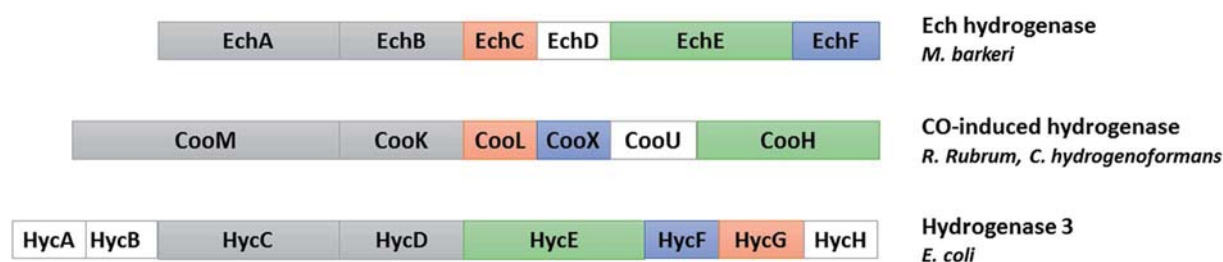 EchA EchB EchC EchD EchE EchF
Ech hydrogenase
M. barkeri
CooM CooK CooL CooX CooU CooH
CO-induced hydrogenase
R. Rubrum, C. hydrogenoformans
HycA HycB HycC HycD HycE HycF HycG HycH
Hydrogenase 3
E. coli